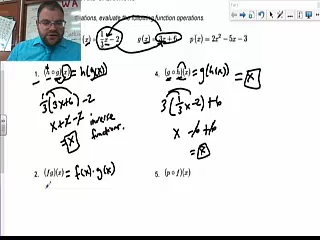 ations, evaluate the following function operations
(x) = 1/3x - 2   g(x) = 3x+6   p(x) = 2x² - 5x - 3
1. (h ∘ g)(x) = h(g(x))
1/3(3x+6) - 2
x + 2 - 2   inverse
= x   functions.
4. (g ∘ h)(x) = g(h(x)) = x
3(1/3x - 2) + 6
x - 6 + 6
= x
2. (fg)(x) = f(x) · g(x)
5. (p ∘ f)(x)